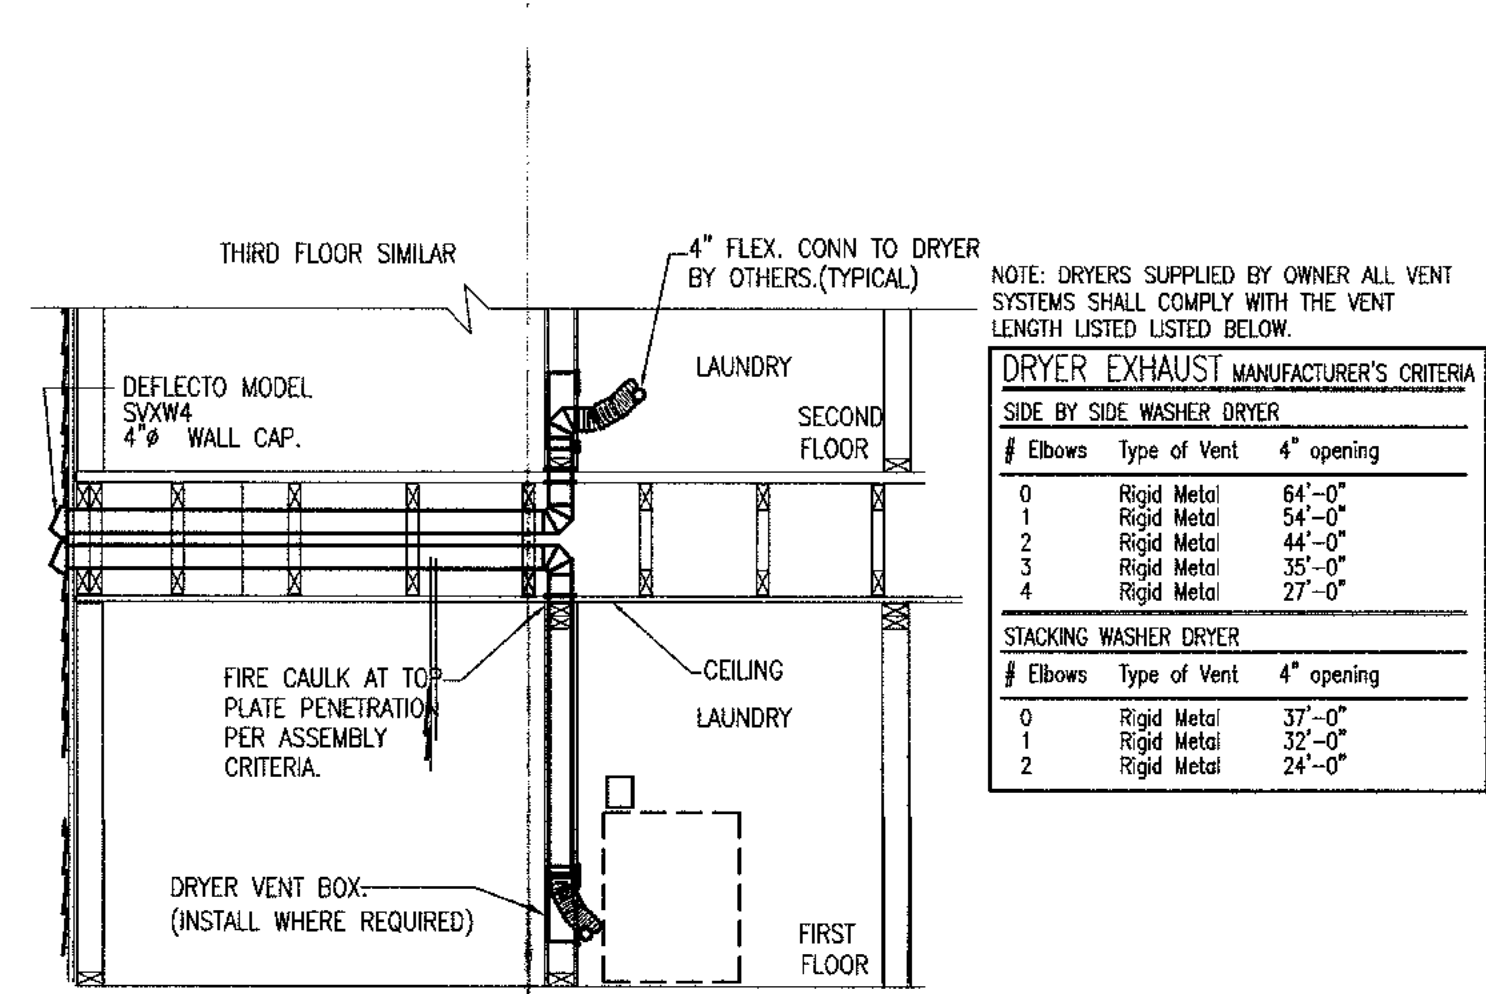 THIRD FLOOR SIMILAR
4" FLEX. CONN TO DRYER
BY OTHERS.(TYPICAL)
DEFLECTO MODEL
SVXW4
4"ø WALL CAP.
LAUNDRY
SECOND
FLOOR
FIRE CAULK AT TOP
PLATE PENETRATION
PER ASSEMBLY
CRITERIA.
CEILING
LAUNDRY
DRYER VENT BOX.
(INSTALL WHERE REQUIRED)
FIRST
FLOOR
NOTE: DRYERS SUPPLIED BY OWNER ALL VENT
SYSTEMS SHALL COMPLY WITH THE VENT
LENGTH LISTED LISTED BELOW.
DRYER EXHAUST MANUFACTURER'S CRITERIA
SIDE BY SIDE WASHER DRYER
# Elbows Type of Vent 4" opening
0 Rigid Metal 64'-0"
1 Rigid Metal 54'-0"
2 Rigid Metal 44'-0"
3 Rigid Metal 35'-0"
4 Rigid Metal 27'-0"
STACKING WASHER DRYER
# Elbows Type of Vent 4" opening
0 Rigid Metal 37'-0"
1 Rigid Metal 32'-0"
2 Rigid Metal 24'-0"